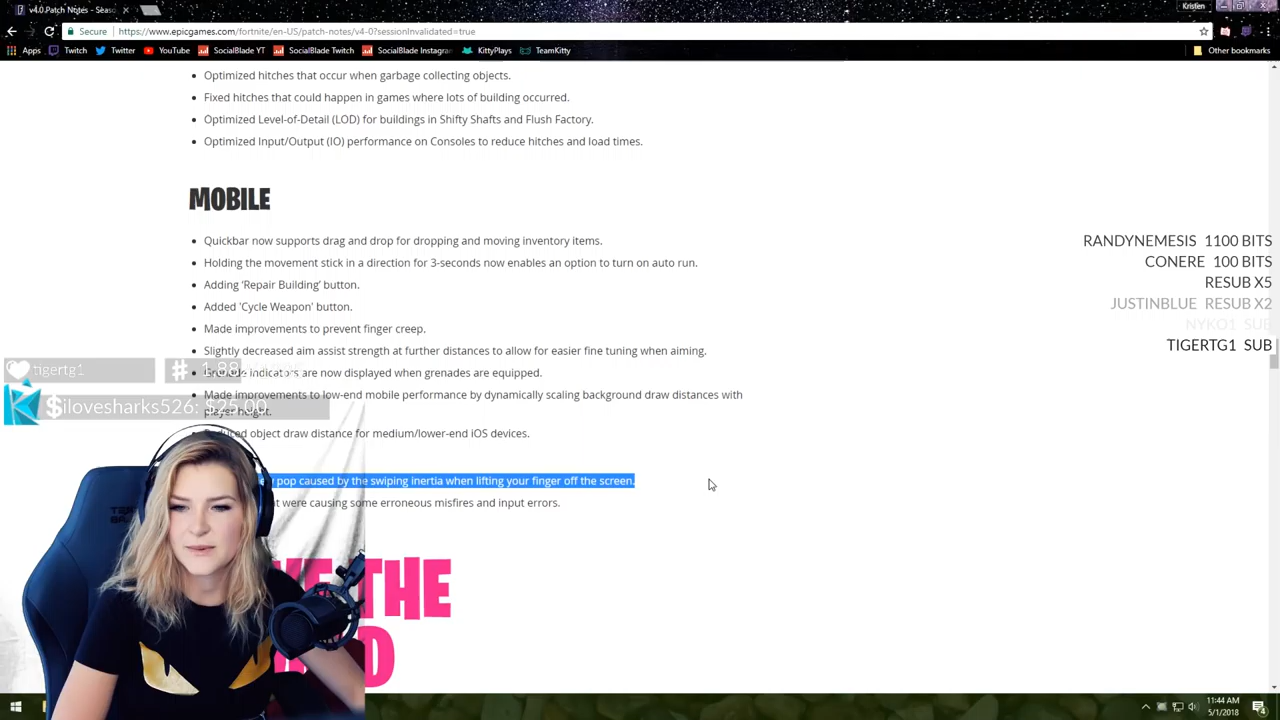 v4.0 Patch Notes - Seaso
Kristen
Secure
https://www.epicgames.com/fortnite/en-US/patch-notes/v4-0?sessionInvalidated=true
Apps Twitch Twitter YouTube SocialBlade YT SocialBlade Twitch SocialBlade Instagram KittyPlays TeamKitty Other bookmarks
Optimized hitches that occur when garbage collecting objects.
Fixed hitches that could happen in games where lots of building occurred.
Optimized Level-of-Detail (LOD) for buildings in Shifty Shafts and Flush Factory.
Optimized Input/Output (IO) performance on Consoles to reduce hitches and load times.
MOBILE
Quickbar now supports drag and drop for dropping and moving inventory items.
Holding the movement stick in a direction for 3-seconds now enables an option to turn on auto run.
Adding ‘Repair Building’ button.
Added 'Cycle Weapon' button.
Made improvements to prevent finger creep.
Slightly decreased aim assist strength at further distances to allow for easier fine tuning when aiming.
are now displayed when grenades are equipped.
Made improvements to low-end mobile performance by dynamically scaling background draw distances with
player height.
object draw distance for medium/lower-end iOS devices.
pop caused by the swiping inertia when lifting your finger off the screen.
were causing some erroneous misfires and input errors.
THE
D
RANDYNEMESIS 1100 BITS
CONERE 100 BITS
RESUB X5
JUSTINBLUE RESUB X2
NYKO1 SUB
TIGERTG1 SUB
tigertg1
#
$ilovesharks526: $25.00
11:44 AM
5/1/2018
4